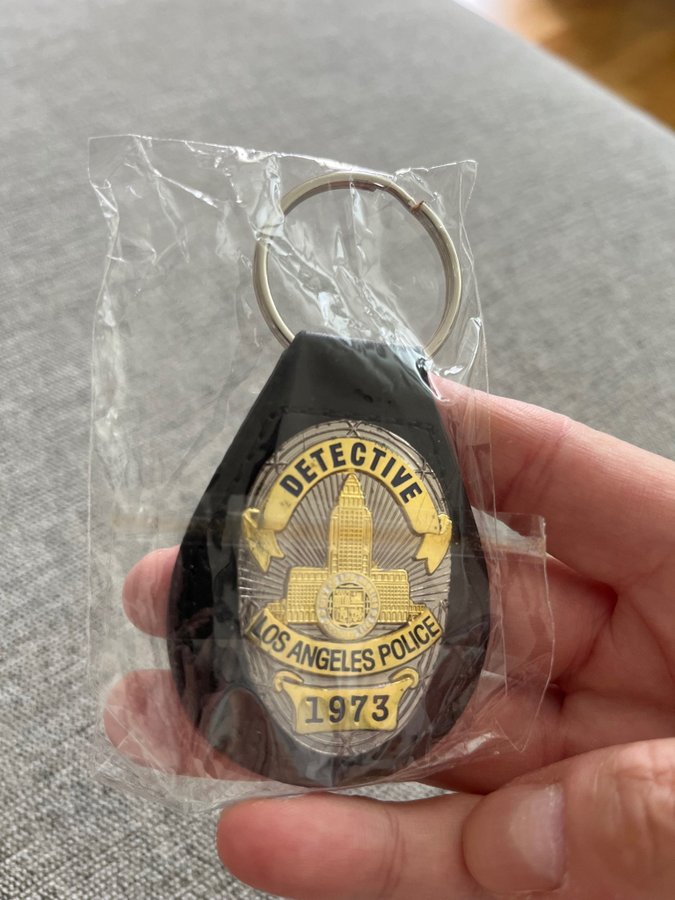 DETECTIVE
LOS ANGELES POLICE
1973